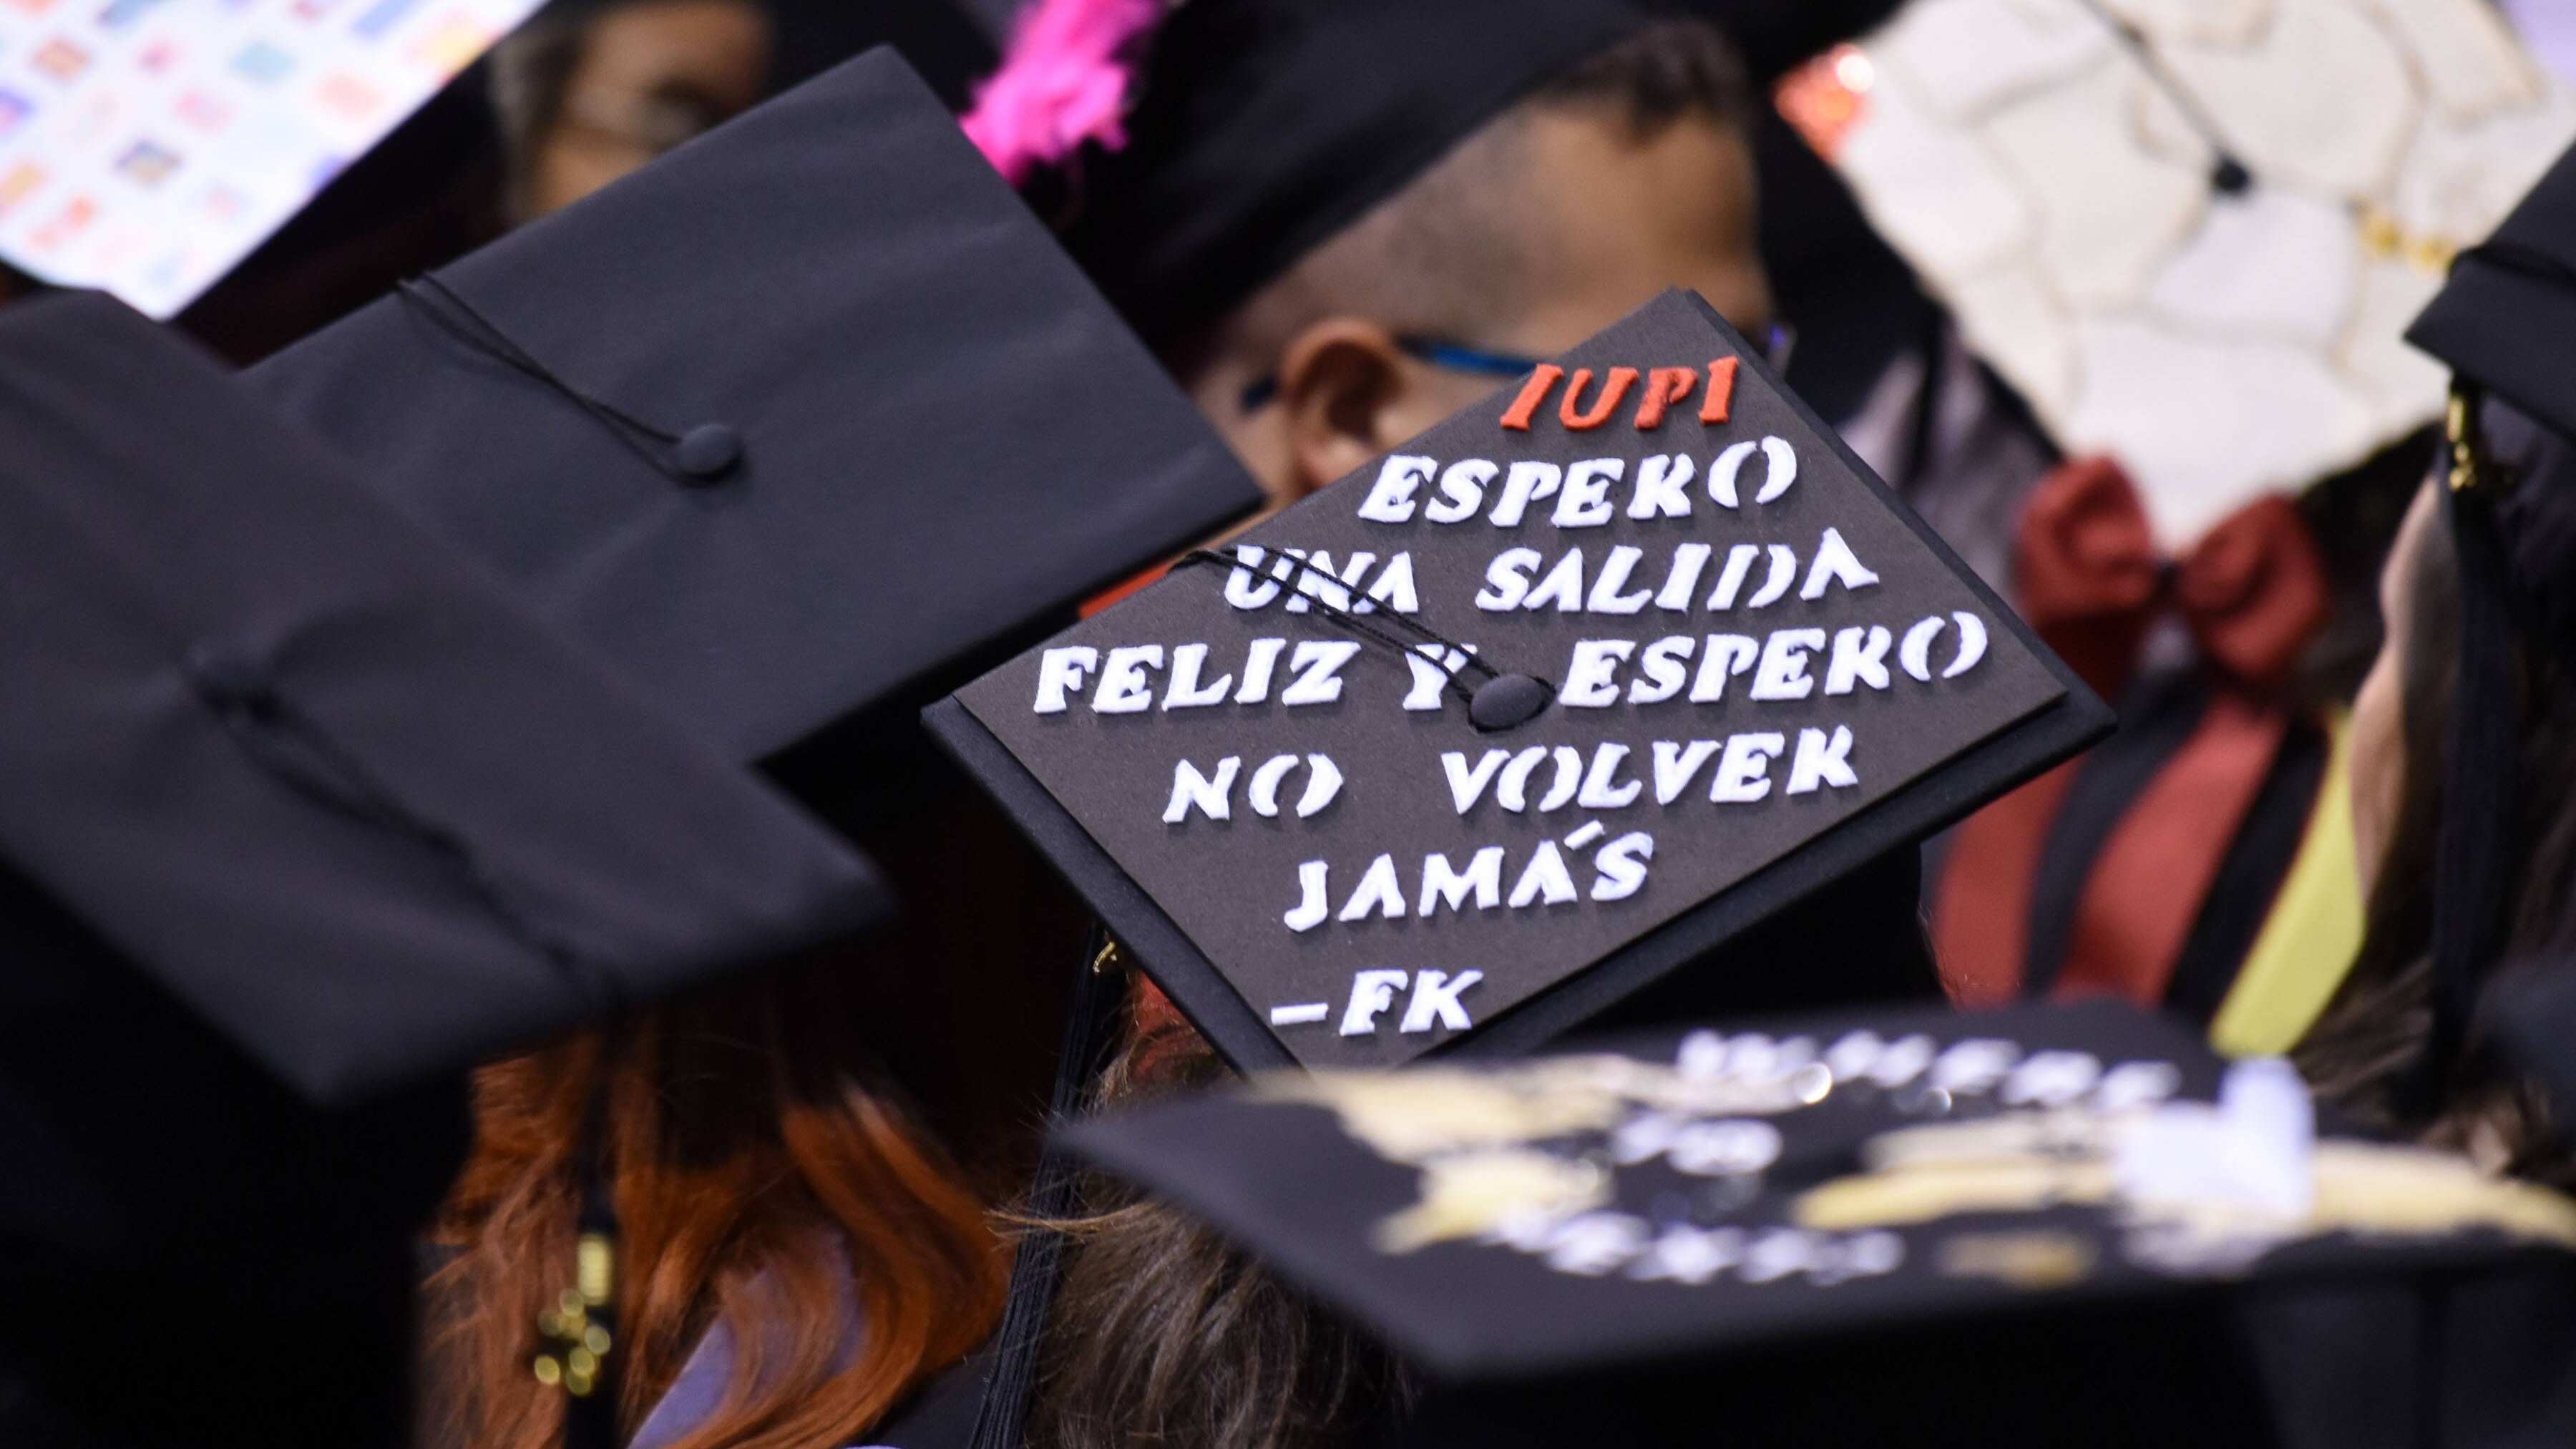 IUPI
ESPERO
UNA SALIDA
FELIZ Y ESPERO
NO VOLVER
JAMÁS
-FK